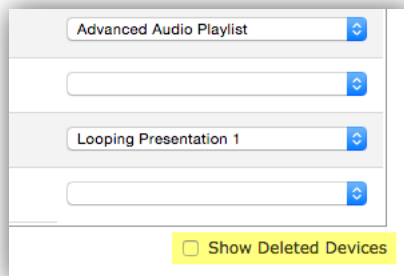 Advanced Audio Playlist
Looping Presentation 1
Show Deleted Devices